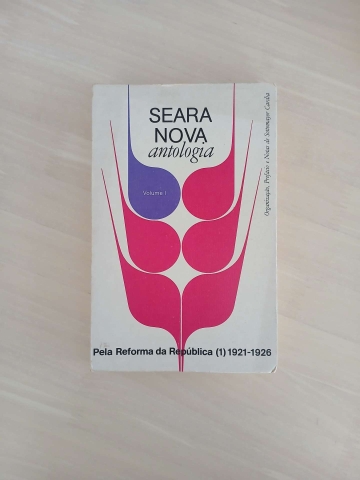 SEARA
NOVA
antologia
Volume I
Organização, Prefácio e Notas de Sottomayor Cardia
Pela Reforma da República (1) 1921-1926